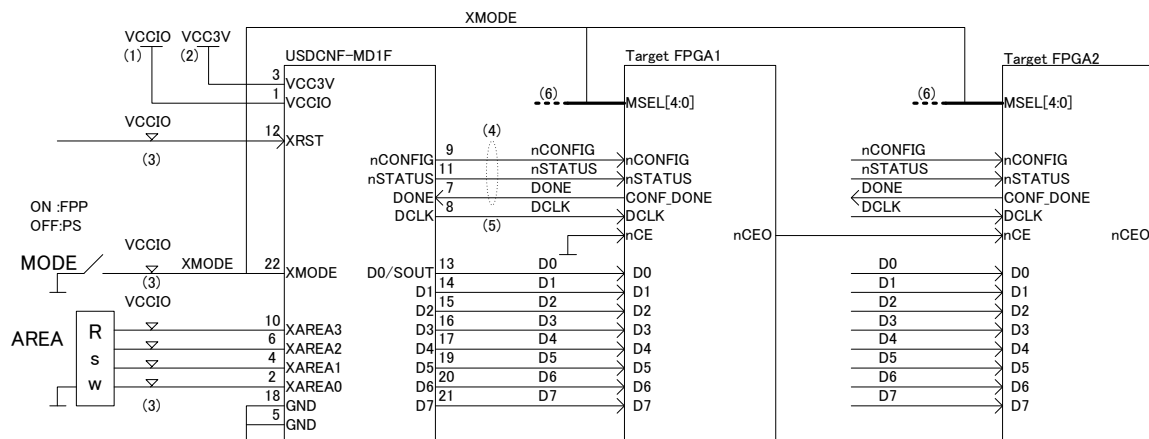 XMODE
VCCIO VCC3V
(1) (2)
USDCNF-MD1F
Target FPGA1
Target FPGA2
3 VCC3V
1 VCCIO
(6) MSEL[4:0]
(6) MSEL[4:0]
VCCIO
12 XRST
(3)
(4)
nCONFIG 9 nCONFIG nCONFIG
nCONFIG nCONFIG
nSTATUS 11 nSTATUS nSTATUS
nSTATUS nSTATUS
DONE 7 DONE CONF_DONE
DONE CONF_DONE
DCLK 8 DCLK DCLK
DCLK DCLK
(5)
nCE nCEO
nCE nCEO
ON :FPP
OFF:PS
VCCIO
MODE XMODE 22 XMODE
(3)
D0/SOUT 13 D0 D0
D0 D0
D1 14 D1 D1
D1 D1
D2 15 D2 D2
D2 D2
D3 16 D3 D3
D3 D3
D4 17 D4 D4
D4 D4
D5 19 D5 D5
D5 D5
D6 20 D6 D6
D6 D6
D7 21 D7 D7
D7 D7
VCCIO
AREA
R
s
w
10 XAREA3
6 XAREA2
4 XAREA1
2 XAREA0
(3)
18 GND
5 GND